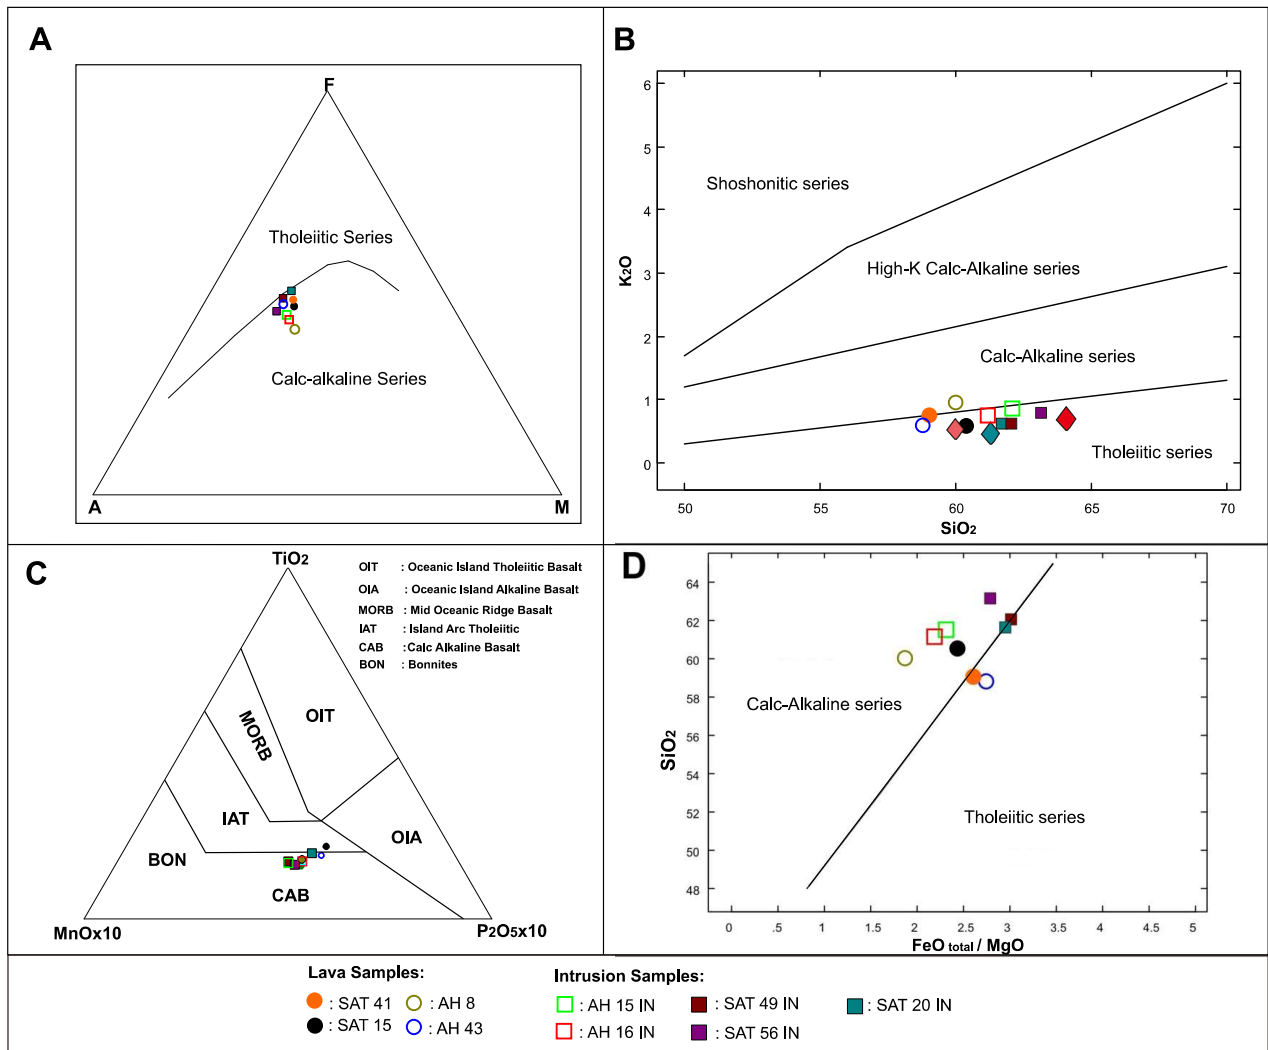 A
F
Tholeiitic Series
Calc-alkaline Series
A
M
B
6
5
4
3
2
1
0
K2O
Shoshonitic series
High-K Calc-Alkaline series
Calc-Alkaline series
Tholeiitic series
50
55
60
65
70
SiO2
C
TiO2
OIT : Oceanic Island Tholeiitic Basalt
OIA : Oceanic Island Alkaline Basalt
MORB : Mid Oceanic Ridge Basalt
IAT : Island Arc Tholeiitic
CAB : Calc Alkaline Basalt
BON : Bonnites
MORB
OIT
IAT
OIA
BON
CAB
MnOx10
P2O5x10
D
64
62
60
58
56
54
52
50
48
SiO2
Calc-Alkaline series
Tholeiitic series
0
.5
1
1.5
2
2.5
3
3.5
4
4.5
5
FeO total / MgO
Lava Samples:
: SAT 41
: AH 8
: SAT 15
: AH 43
Intrusion Samples:
: AH 15 IN
: SAT 49 IN
: SAT 20 IN
: AH 16 IN
: SAT 56 IN